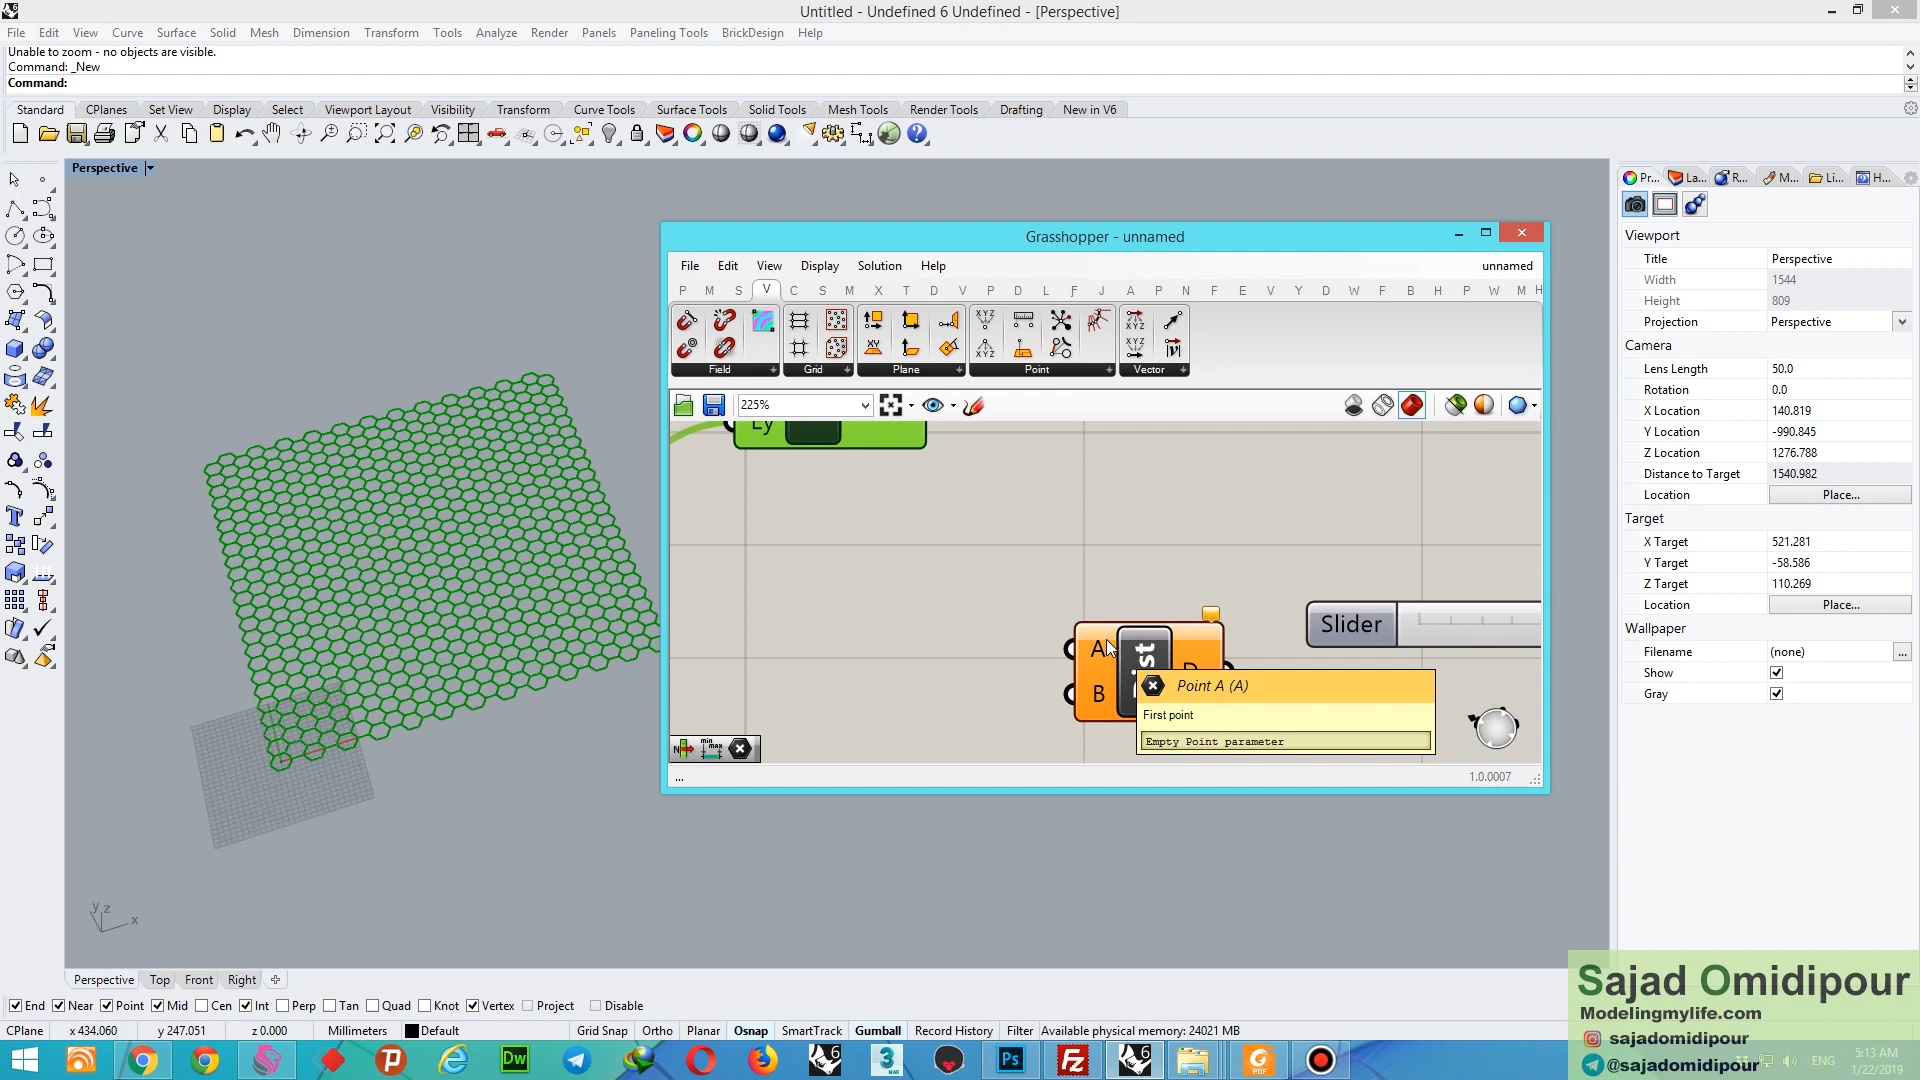 Untitled - Undefined 6 Undefined - [Perspective]
File Edit View Curve Surface Solid Mesh Dimension Transform Tools Analyze Render Panels Paneling Tools BrickDesign Help
Unable to zoom - no objects are visible.
Command: _New
Command:
Standard CPlanes Set View Display Select Viewport Layout Visibility Transform Curve Tools Surface Tools Solid Tools Mesh Tools Render Tools Drafting New in V6
Perspective
Pr... La... R... M... Li... H...
Viewport
Title Perspective
Width 1544
Height 809
Projection Perspective
Camera
Lens Length 50.0
Rotation 0.0
X Location 140.819
Y Location -990.845
Z Location 1276.788
Distance to Target 1540.982
Location Place...
Target
X Target 521.281
Y Target -58.586
Z Target 110.269
Location Place...
Wallpaper
Filename (none) ...
Show
Gray
Grasshopper - unnamed
File Edit View Display Solution Help unnamed
P M S V C S M X T D V P D L F J A P N F E V Y D W F B H P W M H
Field Grid Plane Point Vector
225%
Ey
Slider
A
B
Point A (A)
First point
Empty Point parameter
... 1.0.0007
y z x
Perspective Top Front Right
End Near Point Mid Cen Int Perp Tan Quad Knot Vertex Project Disable
CPlane x 434.060 y 247.051 z 0.000 Millimeters Default Grid Snap Ortho Planar Osnap SmartTrack Gumball Record History Filter Available physical memory: 24021 MB
Sajad Omidipour
Modelingmylife.com
sajadomidipour
@sajadomidipour
ENG
5:13 AM
1/22/2019